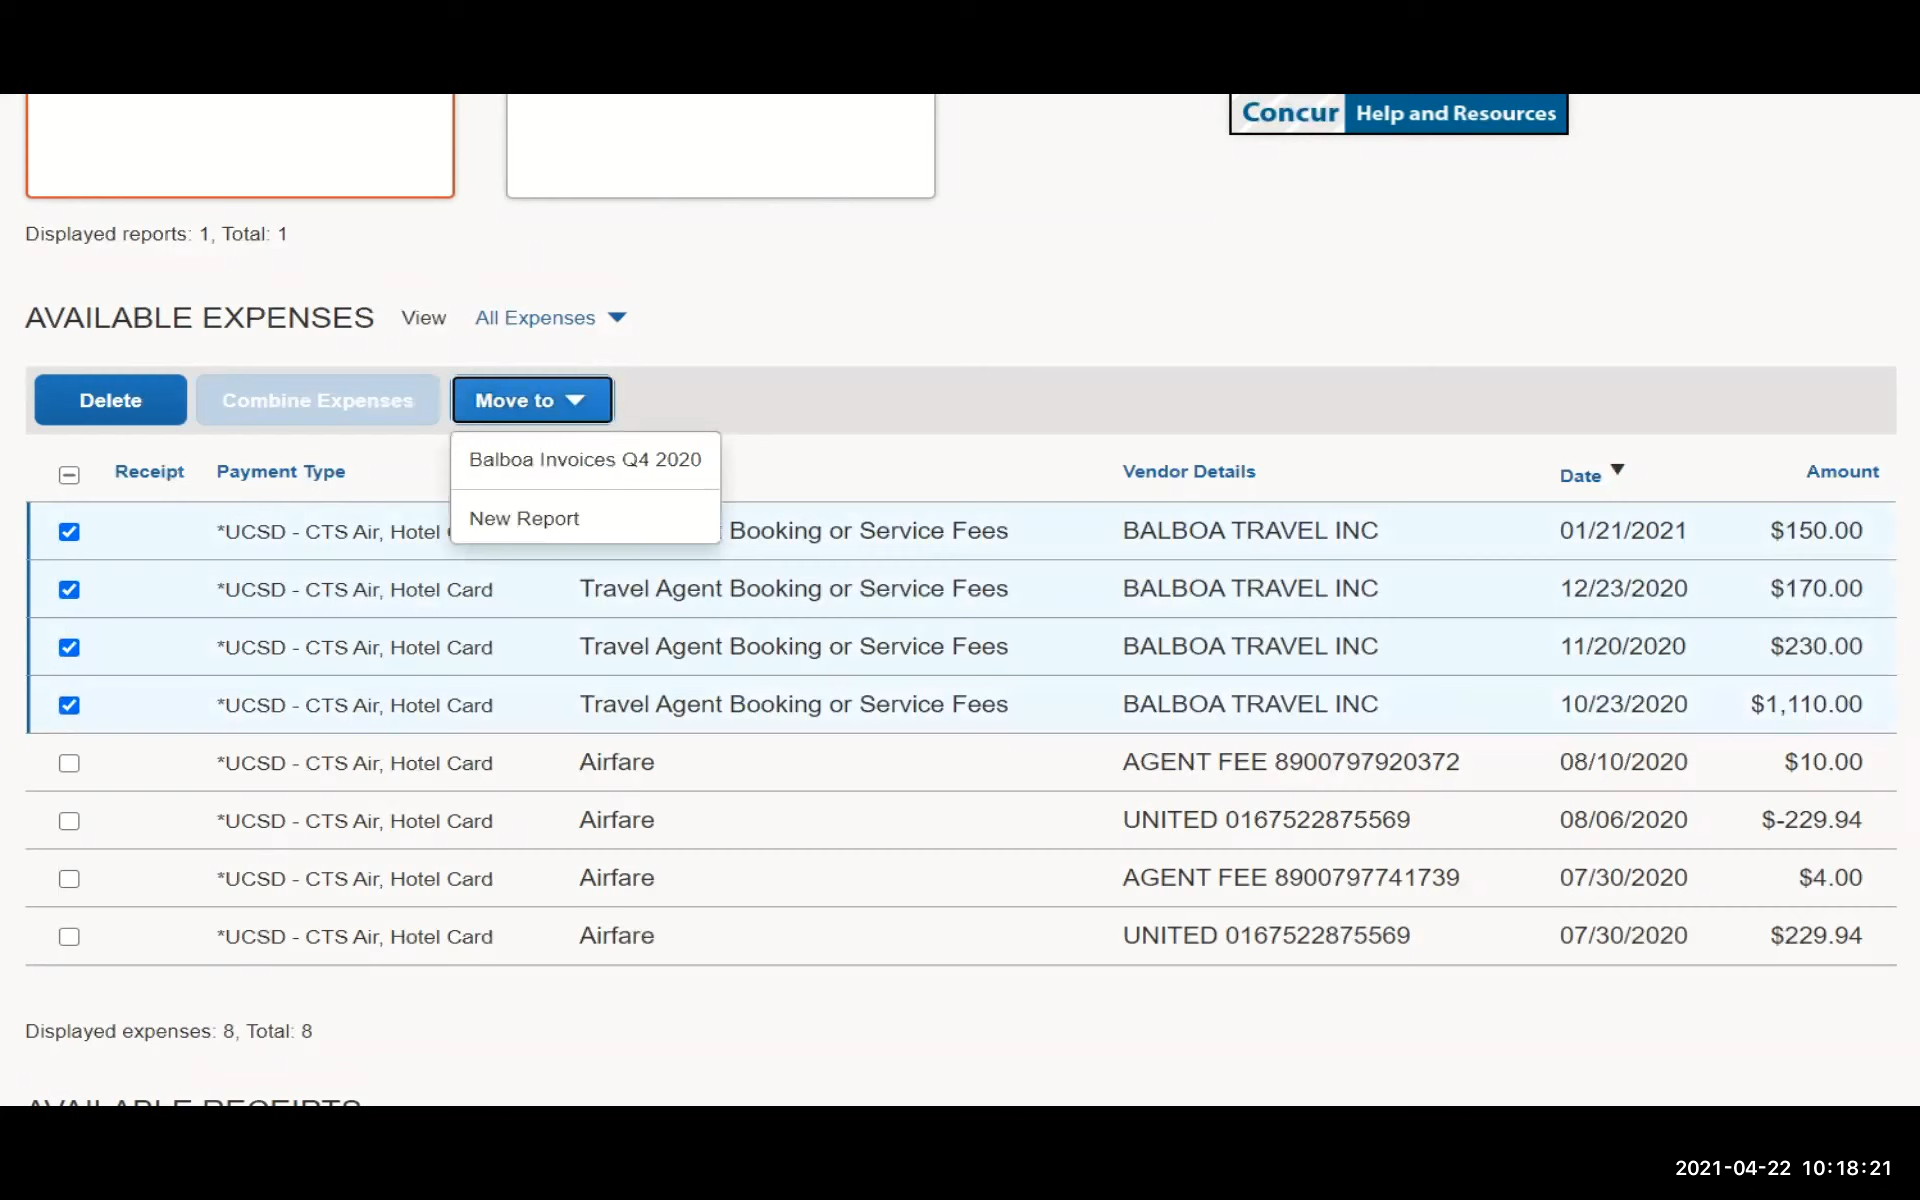 Concur Help and Resources
Displayed reports: 1, Total: 1
AVAILABLE EXPENSES View All Expenses
Delete Combine Expenses Move to
Balboa Invoices Q4 2020
New Report
Receipt Payment Type Vendor Details Date Amount
*UCSD - CTS Air, Hotel Booking or Service Fees BALBOA TRAVEL INC 01/21/2021 $150.00
*UCSD - CTS Air, Hotel Card Travel Agent Booking or Service Fees BALBOA TRAVEL INC 12/23/2020 $170.00
*UCSD - CTS Air, Hotel Card Travel Agent Booking or Service Fees BALBOA TRAVEL INC 11/20/2020 $230.00
*UCSD - CTS Air, Hotel Card Travel Agent Booking or Service Fees BALBOA TRAVEL INC 10/23/2020 $1,110.00
*UCSD - CTS Air, Hotel Card Airfare AGENT FEE 8900797920372 08/10/2020 $10.00
*UCSD - CTS Air, Hotel Card Airfare UNITED 0167522875569 08/06/2020 $-229.94
*UCSD - CTS Air, Hotel Card Airfare AGENT FEE 8900797741739 07/30/2020 $4.00
*UCSD - CTS Air, Hotel Card Airfare UNITED 0167522875569 07/30/2020 $229.94
Displayed expenses: 8, Total: 8
AVAILABLE RECEIPTS
2021-04-22 10:18:21